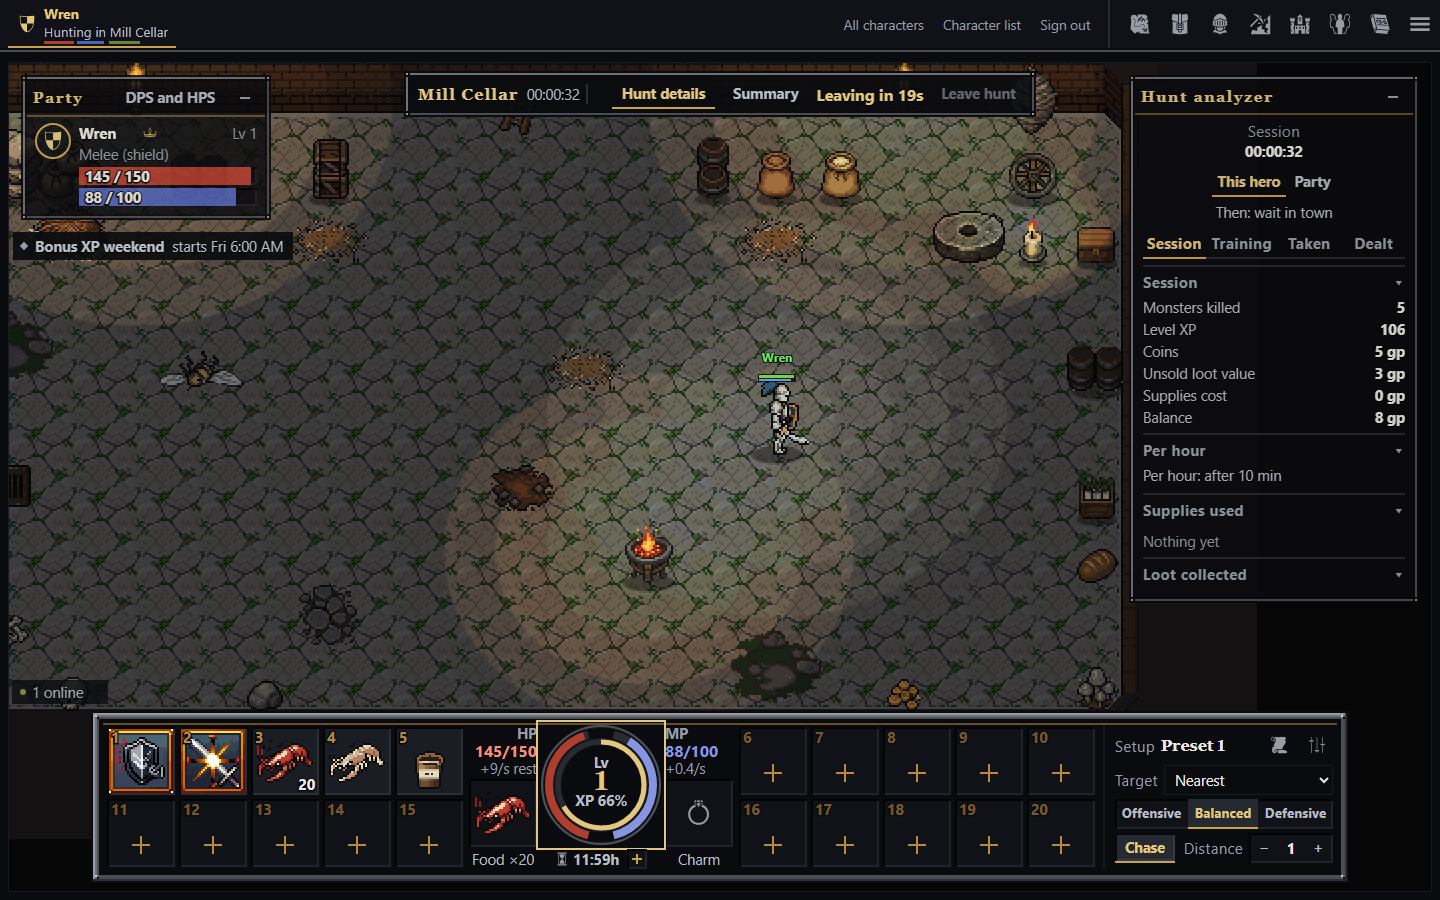 Wren
Hunting in Mill Cellar
All characters
Character list
Sign out
Party
DPS and HPS
Wren
Lv 1
Melee (shield)
145 / 150
88 / 100
Bonus XP weekend starts Fri 6:00 AM
Mill Cellar 00:00:32
Hunt details
Summary
Leaving in 19s
Leave hunt
Hunt analyzer
Session
00:00:32
This hero
Party
Then: wait in town
Session
Training
Taken
Dealt
Session
Monsters killed 5
Level XP 106
Coins 5 gp
Unsold loot value 3 gp
Supplies cost 0 gp
Balance 8 gp
Per hour
Per hour: after 10 min
Supplies used
Nothing yet
Loot collected
Wren
1 online
1
2
3
20
4
5
HP
145/150
+9/s rest
Food ×20
Lv
1
XP 66%
11:59h +
MP
88/100
+0.4/s
Charm
6
7
8
9
10
11
12
13
14
15
16
17
18
19
20
Setup Preset 1
Target Nearest
Offensive
Balanced
Defensive
Chase
Distance − 1 +